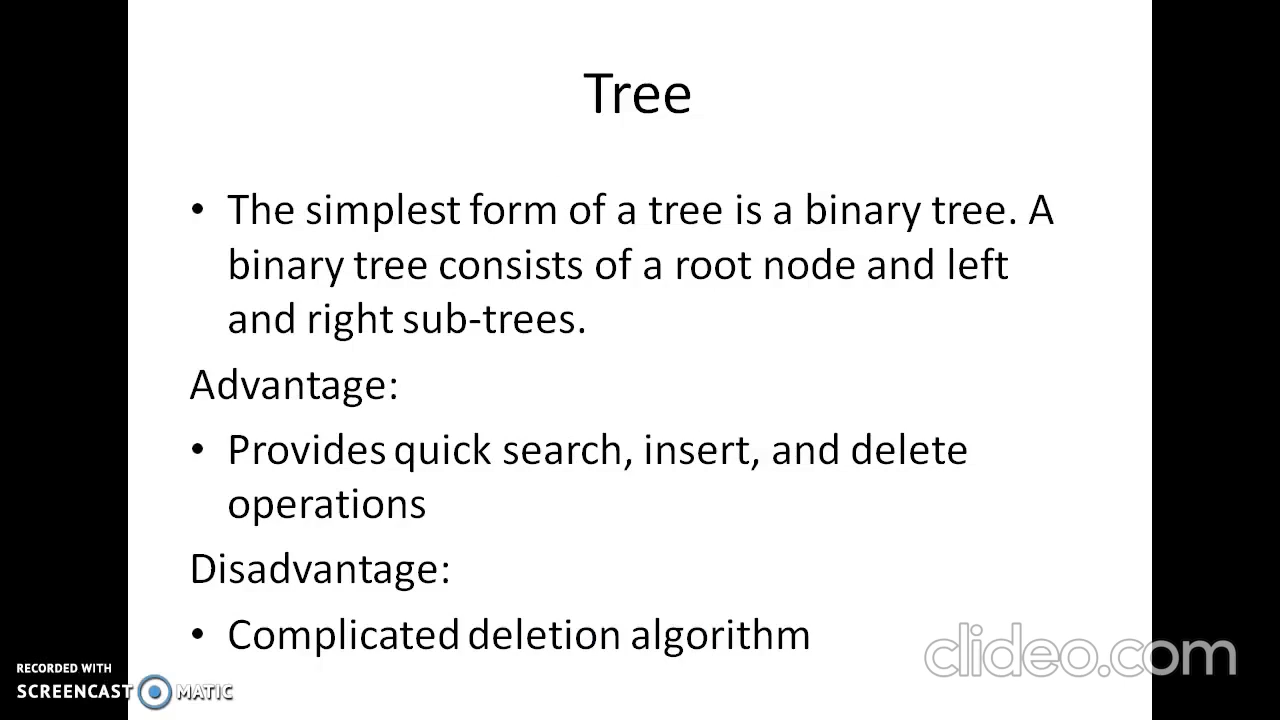 Tree
• The simplest form of a tree is a binary tree. A
binary tree consists of a root node and left
and right sub-trees.
Advantage:
• Provides quick search, insert, and delete
operations
Disadvantage:
• Complicated deletion algorithm
clideo.com
RECORDED WITH
SCREENCAST MATIC